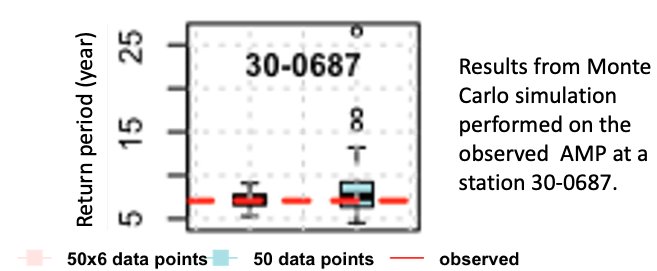 Return period (year)
25
15
5
30-0687
Results from Monte
Carlo simulation
performed on the
observed AMP at a
station 30-0687.
50x6 data points
50 data points
observed